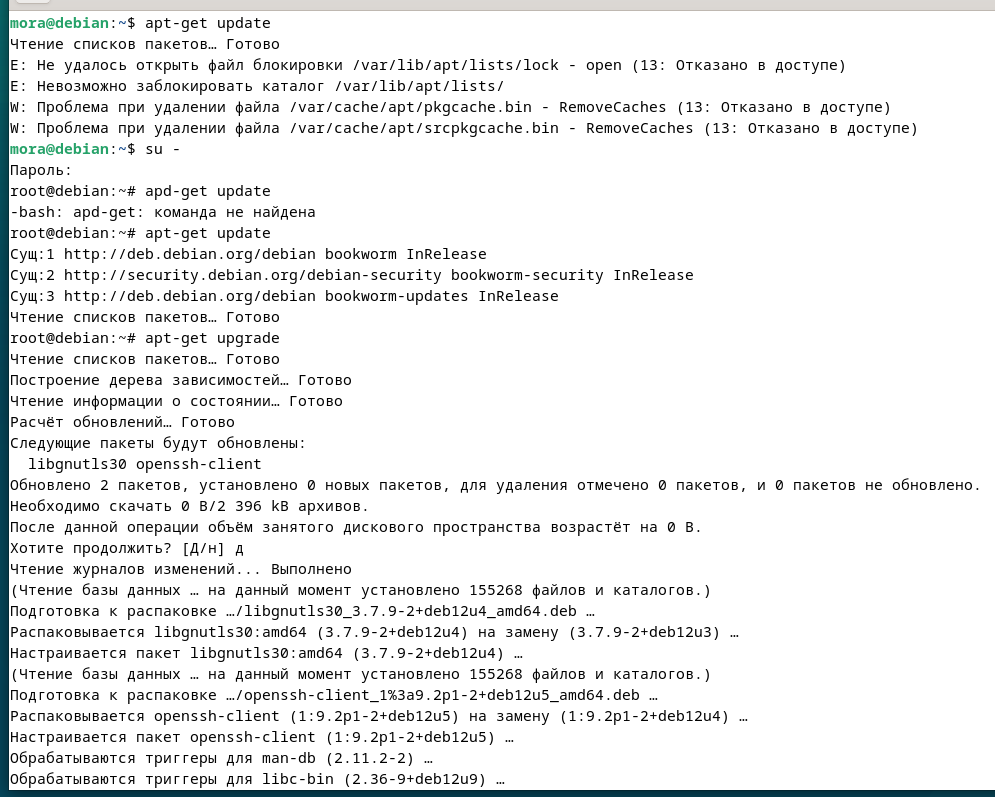 mora@debian:~$ apt-get update
Чтение списков пакетов… Готово
E: Не удалось открыть файл блокировки /var/lib/apt/lists/lock - open (13: Отказано в доступе)
E: Невозможно заблокировать каталог /var/lib/apt/lists/
W: Проблема при удалении файла /var/cache/apt/pkgcache.bin - RemoveCaches (13: Отказано в доступе)
W: Проблема при удалении файла /var/cache/apt/srcpkgcache.bin - RemoveCaches (13: Отказано в доступе)
mora@debian:~$ su -
Пароль:
root@debian:~# apd-get update
-bash: apd-get: команда не найдена
root@debian:~# apt-get update
Сущ:1 http://deb.debian.org/debian bookworm InRelease
Сущ:2 http://security.debian.org/debian-security bookworm-security InRelease
Сущ:3 http://deb.debian.org/debian bookworm-updates InRelease
Чтение списков пакетов… Готово
root@debian:~# apt-get upgrade
Чтение списков пакетов… Готово
Построение дерева зависимостей… Готово
Чтение информации о состоянии… Готово
Расчёт обновлений… Готово
Следующие пакеты будут обновлены:
  libgnutls30 openssh-client
Обновлено 2 пакетов, установлено 0 новых пакетов, для удаления отмечено 0 пакетов, и 0 пакетов не обновлено.
Необходимо скачать 0 B/2 396 kB архивов.
После данной операции объём занятого дискового пространства возрастёт на 0 B.
Хотите продолжить? [Д/н] д
Чтение журналов изменений... Выполнено
(Чтение базы данных … на данный момент установлено 155268 файлов и каталогов.)
Подготовка к распаковке …/libgnutls30_3.7.9-2+deb12u4_amd64.deb …
Распаковывается libgnutls30:amd64 (3.7.9-2+deb12u4) на замену (3.7.9-2+deb12u3) …
Настраивается пакет libgnutls30:amd64 (3.7.9-2+deb12u4) …
(Чтение базы данных … на данный момент установлено 155268 файлов и каталогов.)
Подготовка к распаковке …/openssh-client_1%3a9.2p1-2+deb12u5_amd64.deb …
Распаковывается openssh-client (1:9.2p1-2+deb12u5) на замену (1:9.2p1-2+deb12u4) …
Настраивается пакет openssh-client (1:9.2p1-2+deb12u5) …
Обрабатываются триггеры для man-db (2.11.2-2) …
Обрабатываются триггеры для libc-bin (2.36-9+deb12u9) …